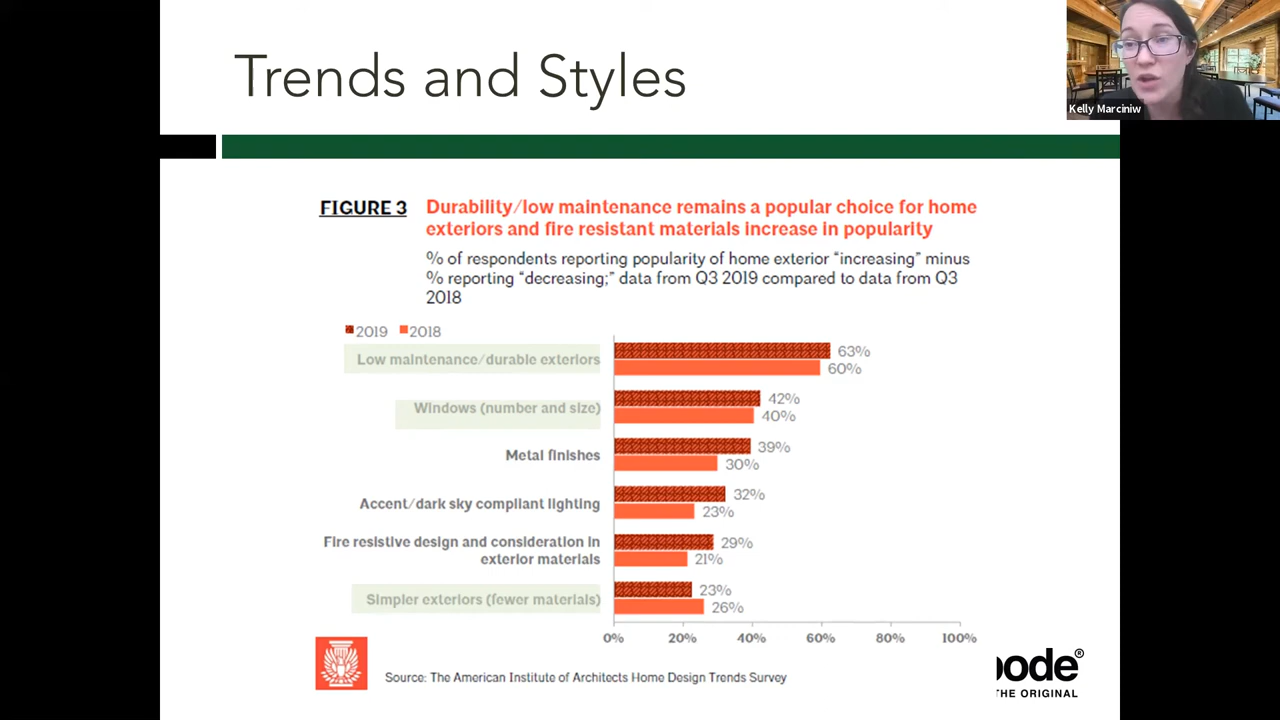 Trends and Styles
Kelly Marciniw
FIGURE 3
Durability/low maintenance remains a popular choice for home
exteriors and fire resistant materials increase in popularity
% of respondents reporting popularity of home exterior “increasing” minus
% reporting “decreasing;” data from Q3 2019 compared to data from Q3
2018
2019 2018
Low maintenance/durable exteriors
63%
60%
Windows (number and size)
42%
40%
Metal finishes
39%
30%
Accent/dark sky compliant lighting
32%
23%
Fire resistive design and consideration in
exterior materials
29%
21%
Simpler exteriors (fewer materials)
23%
26%
0% 20% 40% 60% 80% 100%
Source: The American Institute of Architects Home Design Trends Survey
ode®
THE ORIGINAL